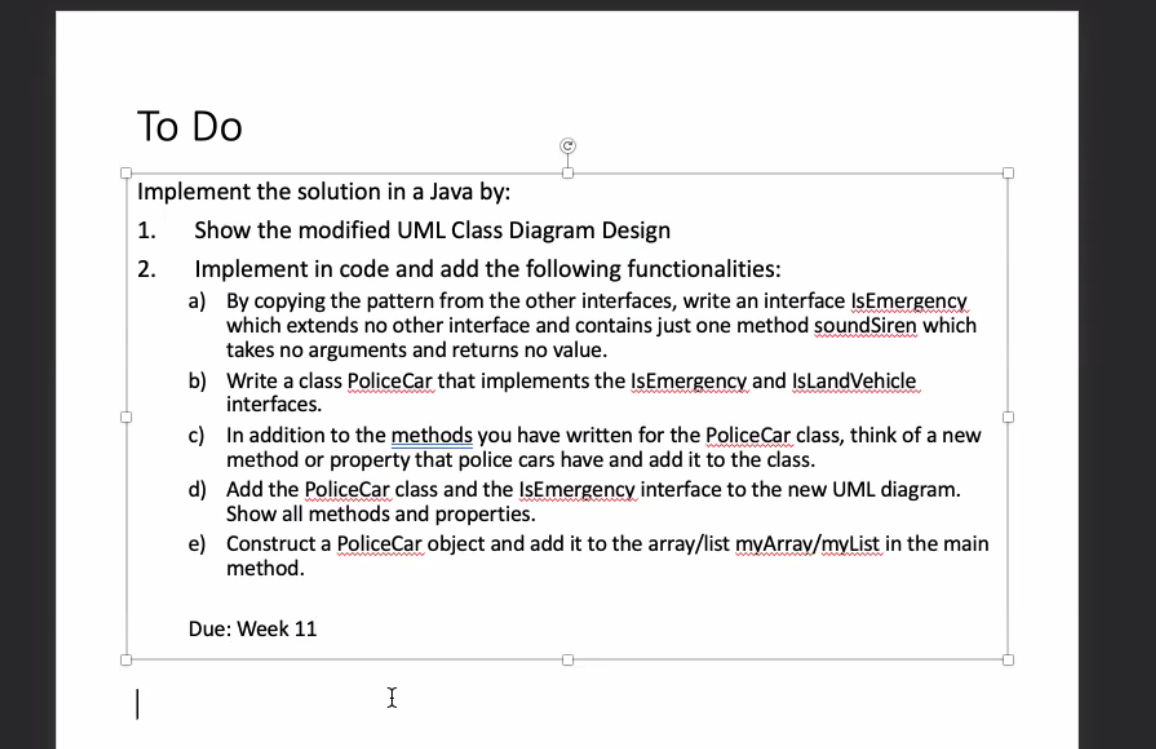 To Do
Implement the solution in a Java by:
1. Show the modified UML Class Diagram Design
2. Implement in code and add the following functionalities:
a) By copying the pattern from the other interfaces, write an interface IsEmergency
which extends no other interface and contains just one method soundSiren which
takes no arguments and returns no value.
b) Write a class PoliceCar that implements the IsEmergency and IsLandVehicle
interfaces.
c) In addition to the methods you have written for the PoliceCar class, think of a new
method or property that police cars have and add it to the class.
d) Add the PoliceCar class and the IsEmergency interface to the new UML diagram.
Show all methods and properties.
e) Construct a PoliceCar object and add it to the array/list myArray/myList in the main
method.
Due: Week 11